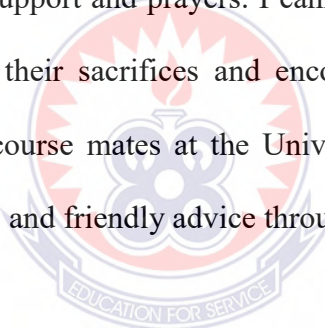 support and prayers. I can
their sacrifices and enco
course mates at the Univ
and friendly advice throu
EDUCATION FOR SERVICE